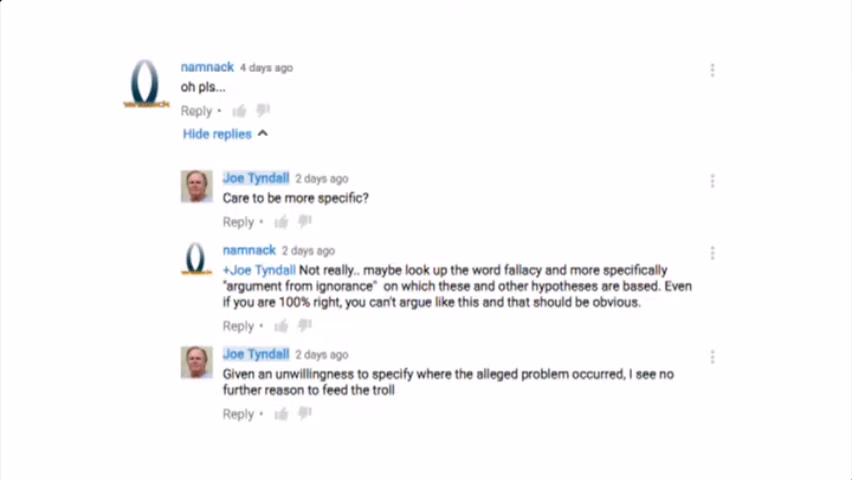 namnack 4 days ago
oh pls...
Reply •
Hide replies
Joe Tyndall 2 days ago
Care to be more specific?
Reply •
namnack 2 days ago
+Joe Tyndall Not really.. maybe look up the word fallacy and more specifically
"argument from ignorance" on which these and other hypotheses are based. Even
if you are 100% right, you can't argue like this and that should be obvious.
Reply •
Joe Tyndall 2 days ago
Given an unwillingness to specify where the alleged problem occurred, I see no
further reason to feed the troll
Reply •